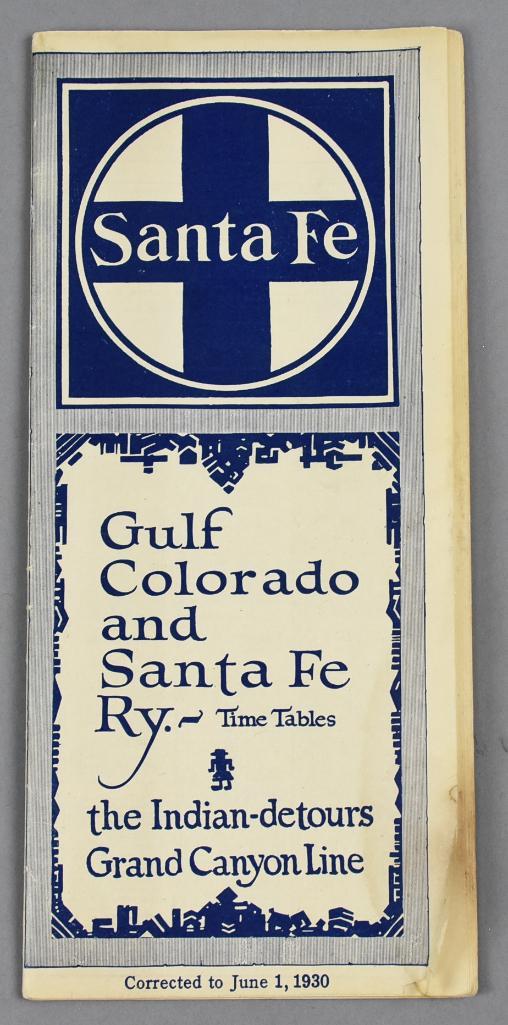 Santa Fe
Gulf
Colorado
and
Santa Fe
Ry.~ Time Tables
the Indian-detours
Grand Canyon Line
Corrected to June 1, 1930